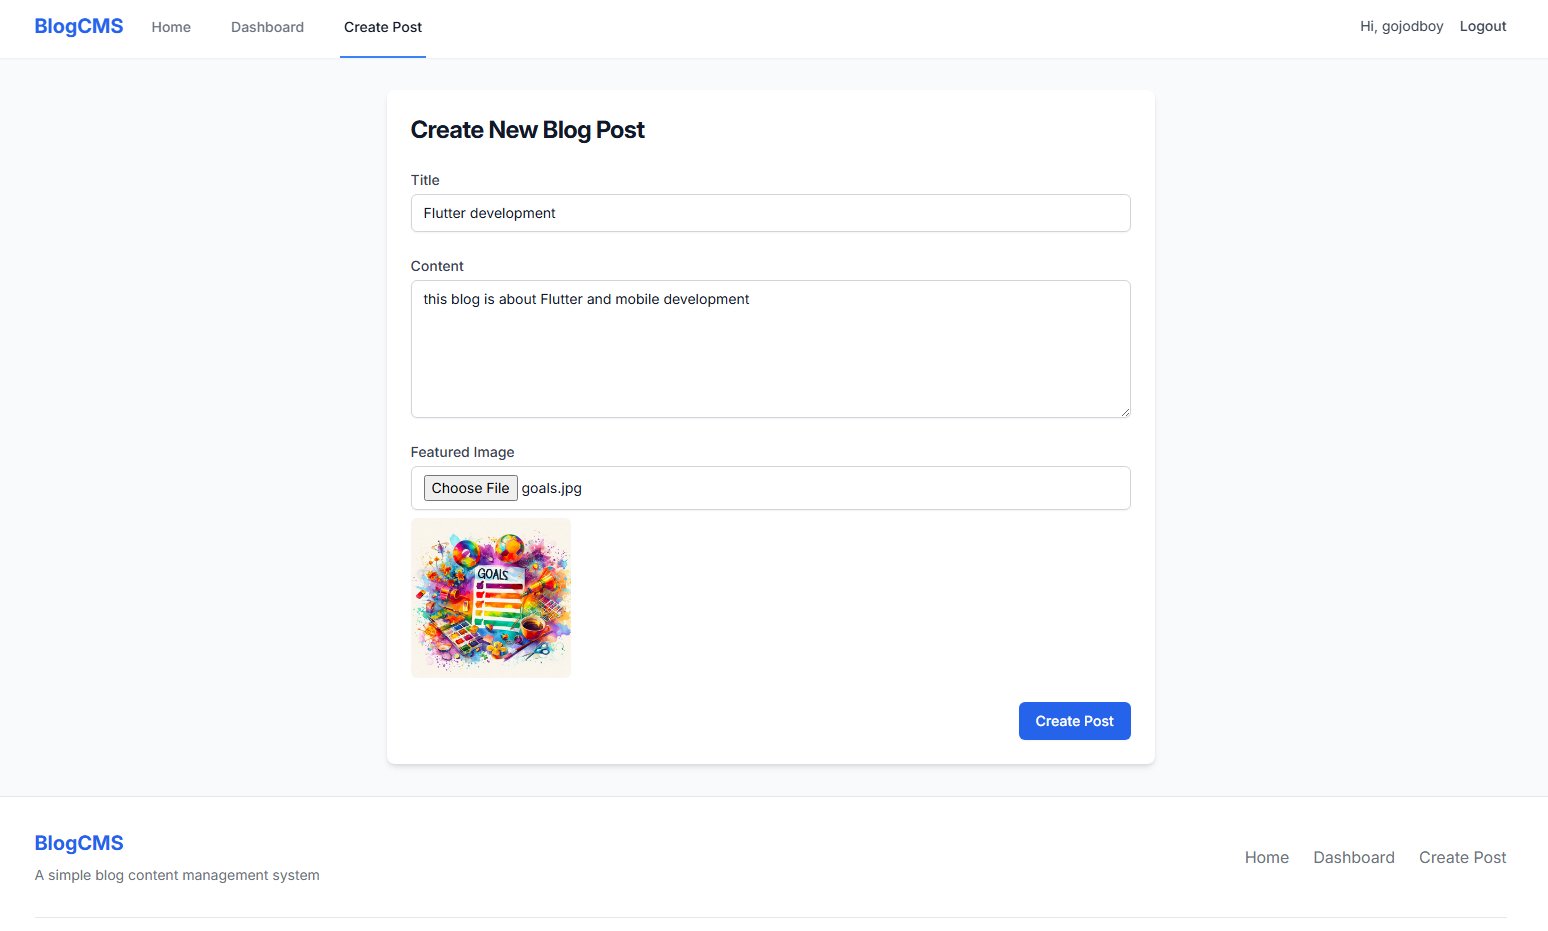 BlogCMS Home Dashboard Create Post Hi, gojodboy Logout
Create New Blog Post
Title
Flutter development
Content
this blog is about Flutter and mobile development
Featured Image
Choose File goals.jpg
GOALS
Create Post
BlogCMS
A simple blog content management system
Home Dashboard Create Post